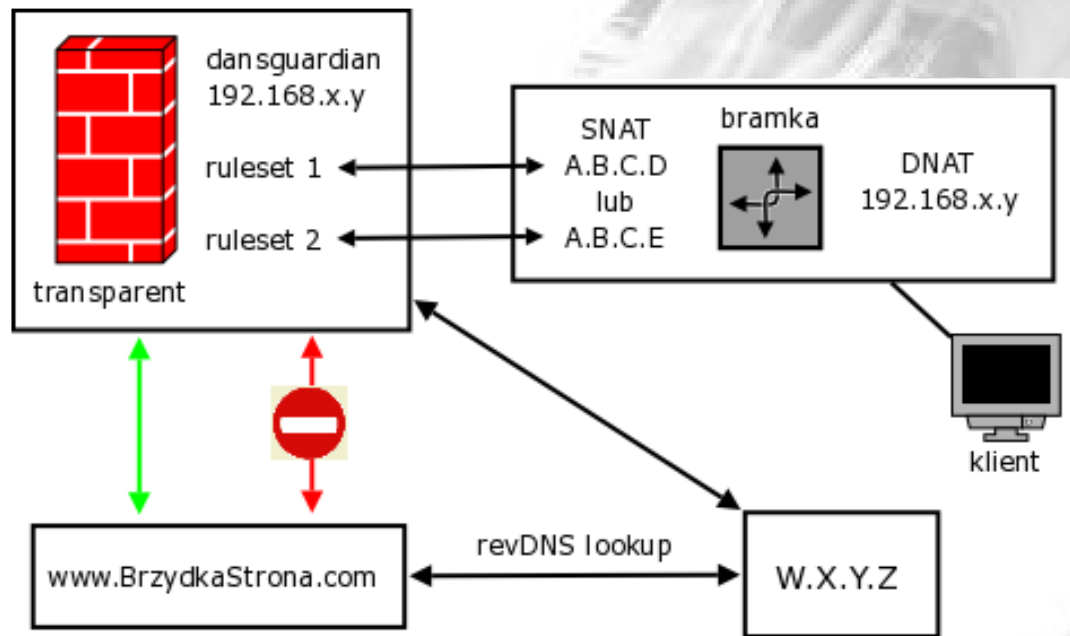 dansguardian
192.168.x.y
ruleset 1
ruleset 2
transparent
SNAT
A.B.C.D
lub
A.B.C.E
bramka
DNAT
192.168.x.y
klient
www.BrzydkaStrona.com
revDNS lookup
W.X.Y.Z